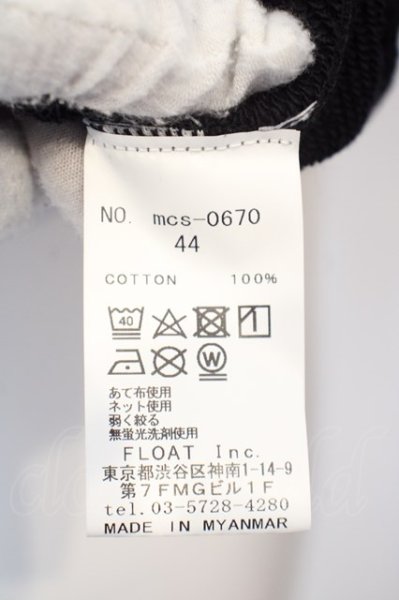 NO. mcs-0670
44
COTTON 100%
40
W
あて布使用
ネット使用
弱く絞る
無蛍光洗剤使用
FLOAT Inc.
東京都渋谷区神南1-14-9
第7FMGビル1F
tel.03-5728-4280
MADE IN MYANMAR